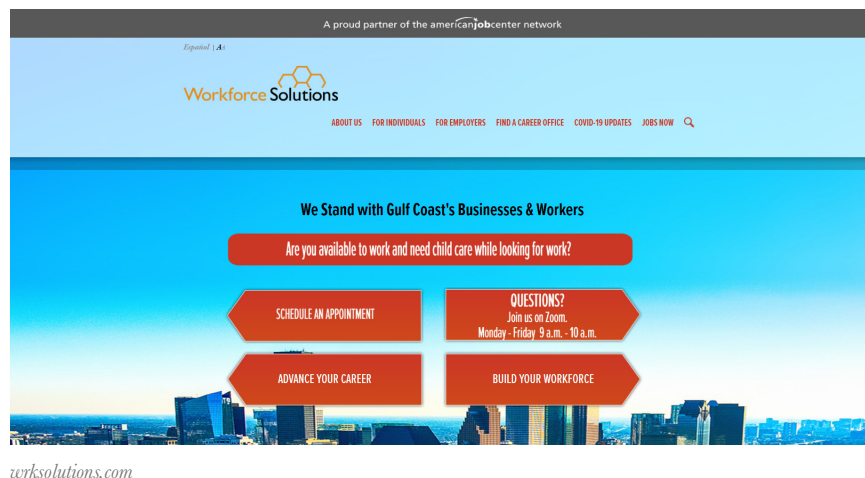 A proud partner of the americanjobcenter network
Español | AA
Workforce Solutions
ABOUT US FOR INDIVIDUALS FOR EMPLOYERS FIND A CAREER OFFICE COVID-19 UPDATES JOBS NOW
We Stand with Gulf Coast's Businesses & Workers
Are you available to work and need child care while looking for work?
SCHEDULE AN APPOINTMENT
QUESTIONS?
Join us on Zoom.
Monday - Friday 9 a.m. - 10 a.m.
ADVANCE YOUR CAREER
BUILD YOUR WORKFORCE
wrksolutions.com